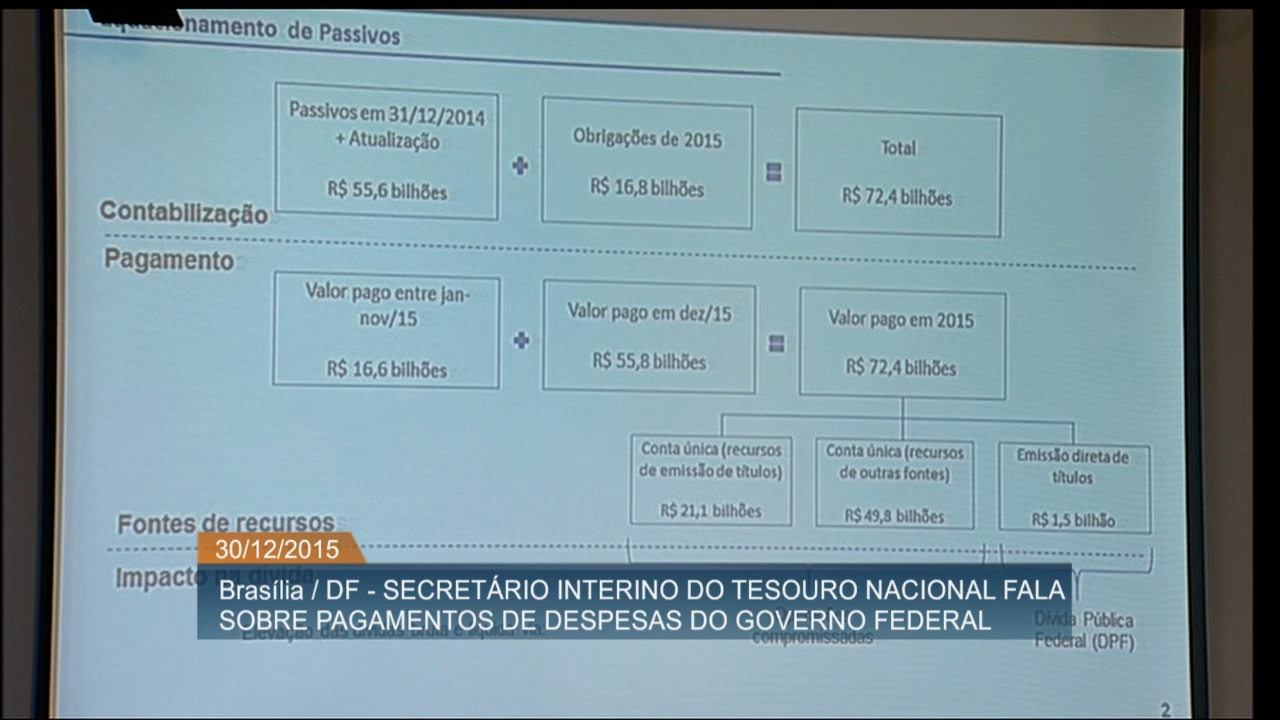 de Passivos
Passivos em 31/12/2014
+ Atualização
R$ 55,6 bilhões
Obrigações de 2015
R$ 16,8 bilhões
Total
R$ 72,4 bilhões
Contabilização
Pagamento
Valor pago entre jan-
nov/15
R$ 16,6 bilhões
Valor pago em dez/15
R$ 55,8 bilhões
Valor pago em 2015
R$ 72,4 bilhões
Conta única (recursos
de emissão de títulos)
R$ 21,1 bilhões
Conta única (recursos
de outras fontes)
R$ 49,8 bilhões
Emissão direta de
títulos
R$ 1,5 bilhão
Fontes de recursos
30/12/2015
Impacto
Brasília / DF - SECRETÁRIO INTERINO DO TESOURO NACIONAL FALA
SOBRE PAGAMENTOS DE DESPESAS DO GOVERNO FEDERAL
compromissadas
Dívida Pública
Federal (DPF)
2